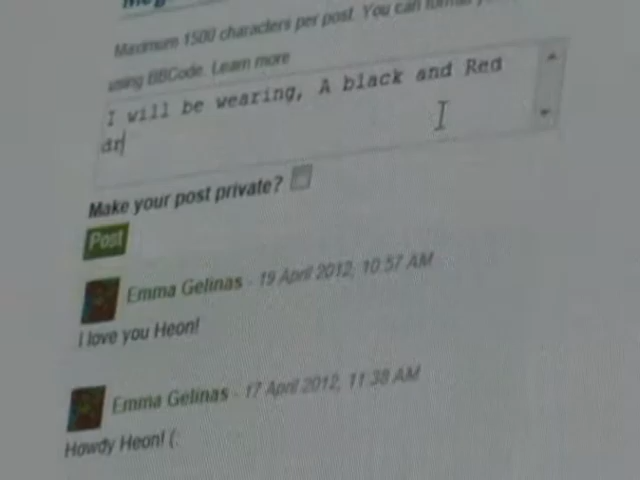 Maximum 1500 characters per post. You can format
using BBCode. Learn more
I will be wearing, A black and Red
dr
Make your post private?
Post
Emma Gelinas - 19 April 2012, 10:57 AM
I love you Heon!
Emma Gelinas - 17 April 2012, 11:38 AM
Howdy Heon! (: